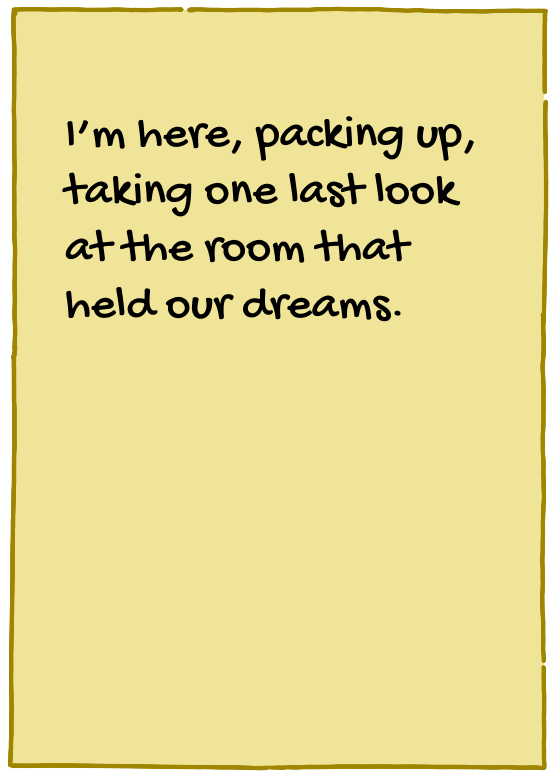 I'm here, packing up,
taking one last look
at the room that
held our dreams.